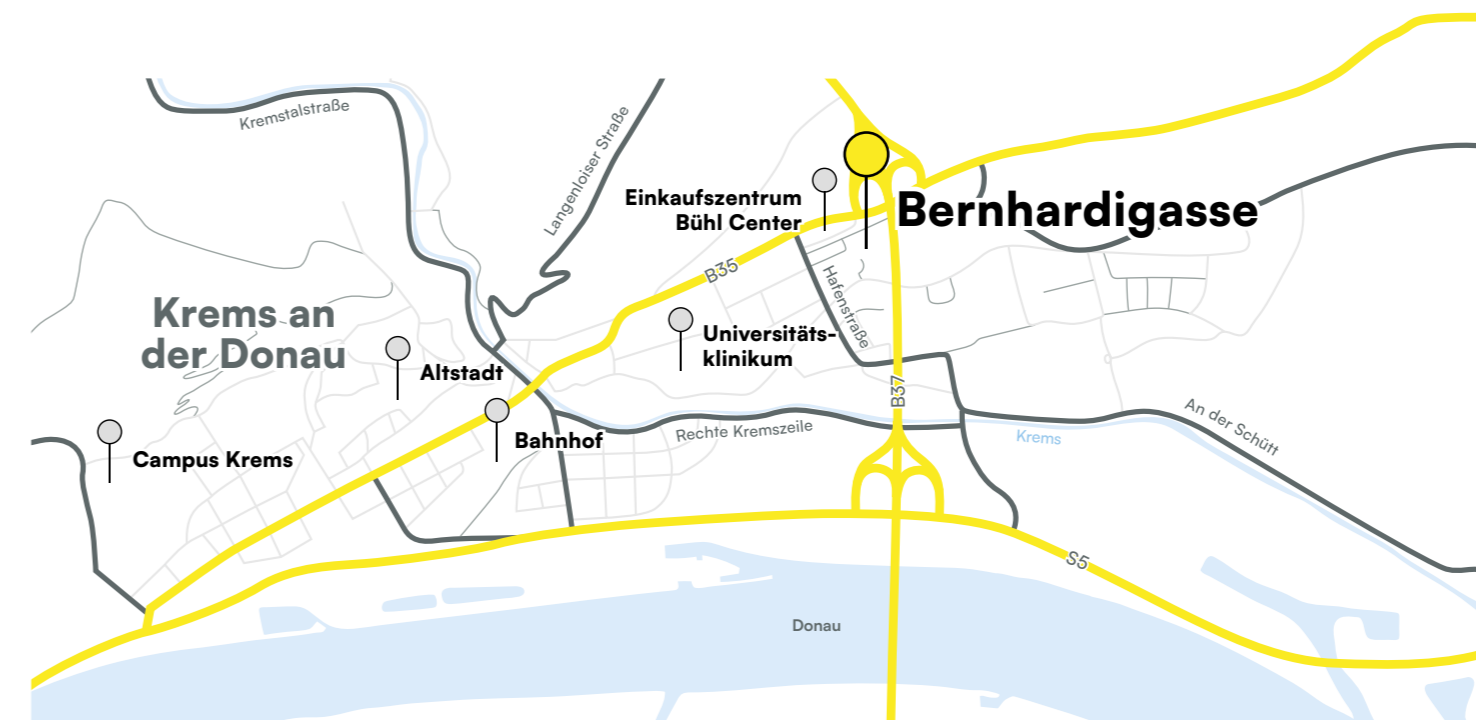 Kremstalstraße
Langenloiser Straße
Einkaufszentrum
Bühl Center
Bernhardigasse
B35
Hafenstraße
Krems an
der Donau
Universitäts-
klinikum
Altstadt
B37
Bahnhof
Rechte Kremszeile
Krems
An der Schütt
Campus Krems
S5
Donau